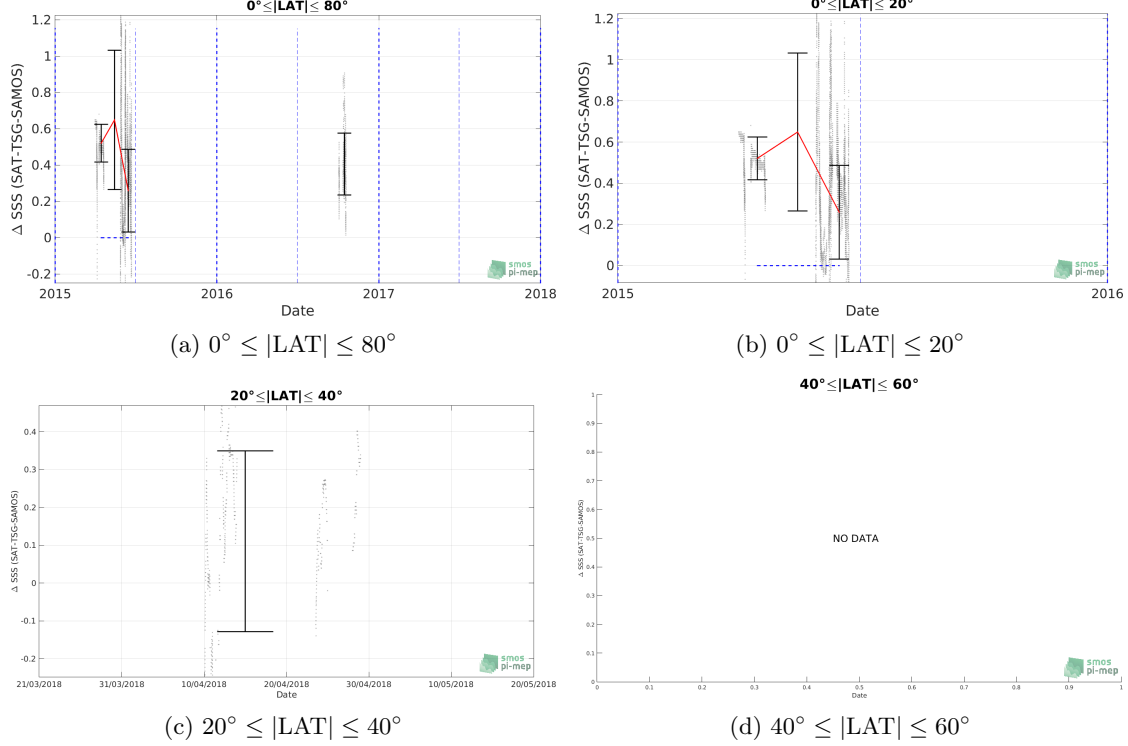 0°≤|LAT|≤ 80°
1.2
1
0.8
0.6
0.4
0.2
0
-0.2
Δ SSS (SAT-TSG-SAMOS)
2015
2016
2017
2018
Date
smos
pi-mep
(a) 0° ≤ |LAT| ≤ 80°
0°≤|LAT|≤ 20°
1.2
1
0.8
0.6
0.4
0.2
0
Δ SSS (SAT-TSG-SAMOS)
2015
2016
Date
smos
pi-mep
(b) 0° ≤ |LAT| ≤ 20°
20°≤|LAT|≤ 40°
0.4
0.3
0.2
0.1
0
-0.1
-0.2
Δ SSS (SAT-TSG-SAMOS)
21/03/2018
31/03/2018
10/04/2018
20/04/2018
30/04/2018
10/05/2018
20/05/2018
Date
smos
pi-mep
(c) 20° ≤ |LAT| ≤ 40°
40°≤|LAT|≤ 60°
1
0.9
0.8
0.7
0.6
0.5
0.4
0.3
0.2
0.1
0
Δ SSS (SAT-TSG-SAMOS)
NO DATA
0
0.1
0.2
0.3
0.4
0.5
0.6
0.7
0.8
0.9
1
Date
smos
pi-mep
(d) 40° ≤ |LAT| ≤ 60°